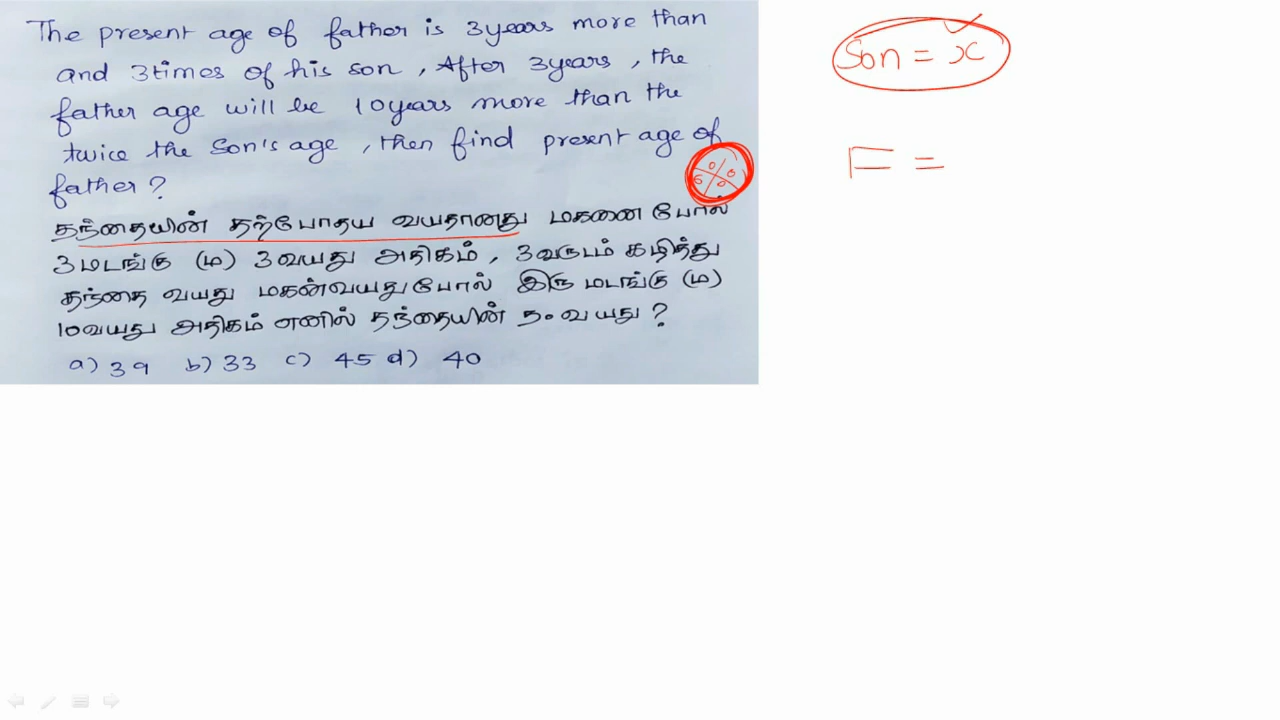 The present age of father is 3years more than
and 3times of his son, After 3years, the
father age will be 10years more than the
twice the Son's age, then find present age of
father?
தந்தையின் தற்போதய வயதானது மகனை போல்
3மடங்கு (ம) 3வயது அதிகம், 3வருடம் கழித்து
தந்தை வயது மகன்வயதுபோல் இரு மடங்கு (ம)
10வயது அதிகம் எனில் தந்தையின் த.வயது?
a) 39 b) 33 c) 45 d) 40
Son = x
F =